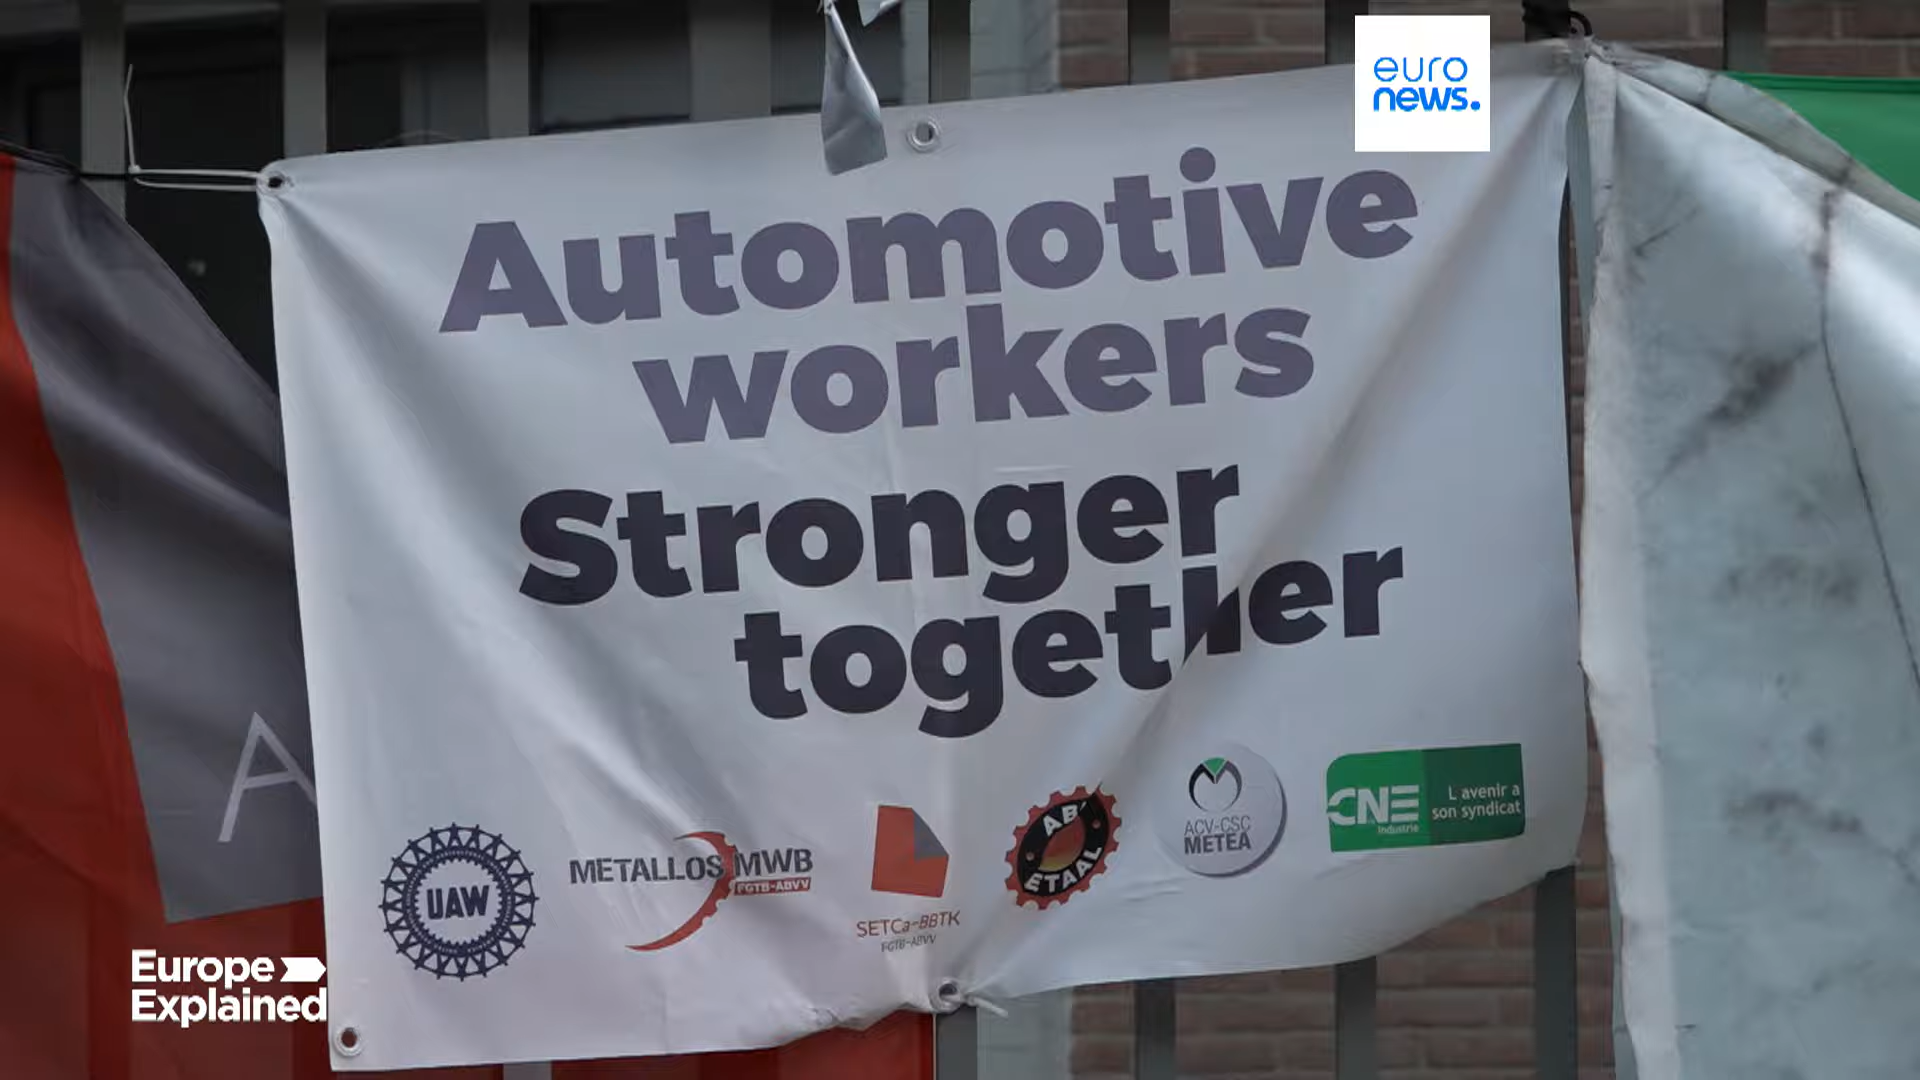 euro
news.
Automotive
workers
Stronger
together
A
UAW
METALLOS MWB
FGTB-ABVV
SETCa-BBTK
FGTB-ABVV
ABV
ETAAL
ACV-CSC
METEA
CNE
Industrie
L avenir a
son syndicat
Europe
Explained